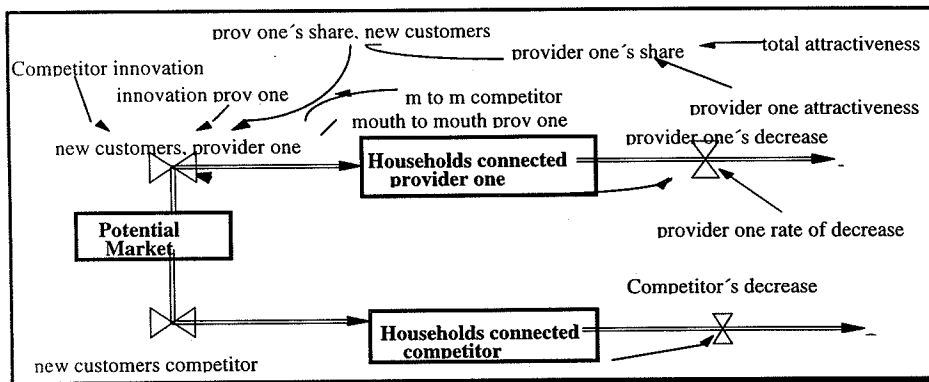 prov one´s share, new customers
provider one´s share
total attractiveness
Competitor innovation
innovation prov one
m to m competitor
provider one attractiveness
mouth to mouth prov one
provider one´s decrease
new customers, provider one
Households connected
provider one
Potential
Market
provider one rate of decrease
Competitor´s decrease
Households connected
competitor
new customers competitor